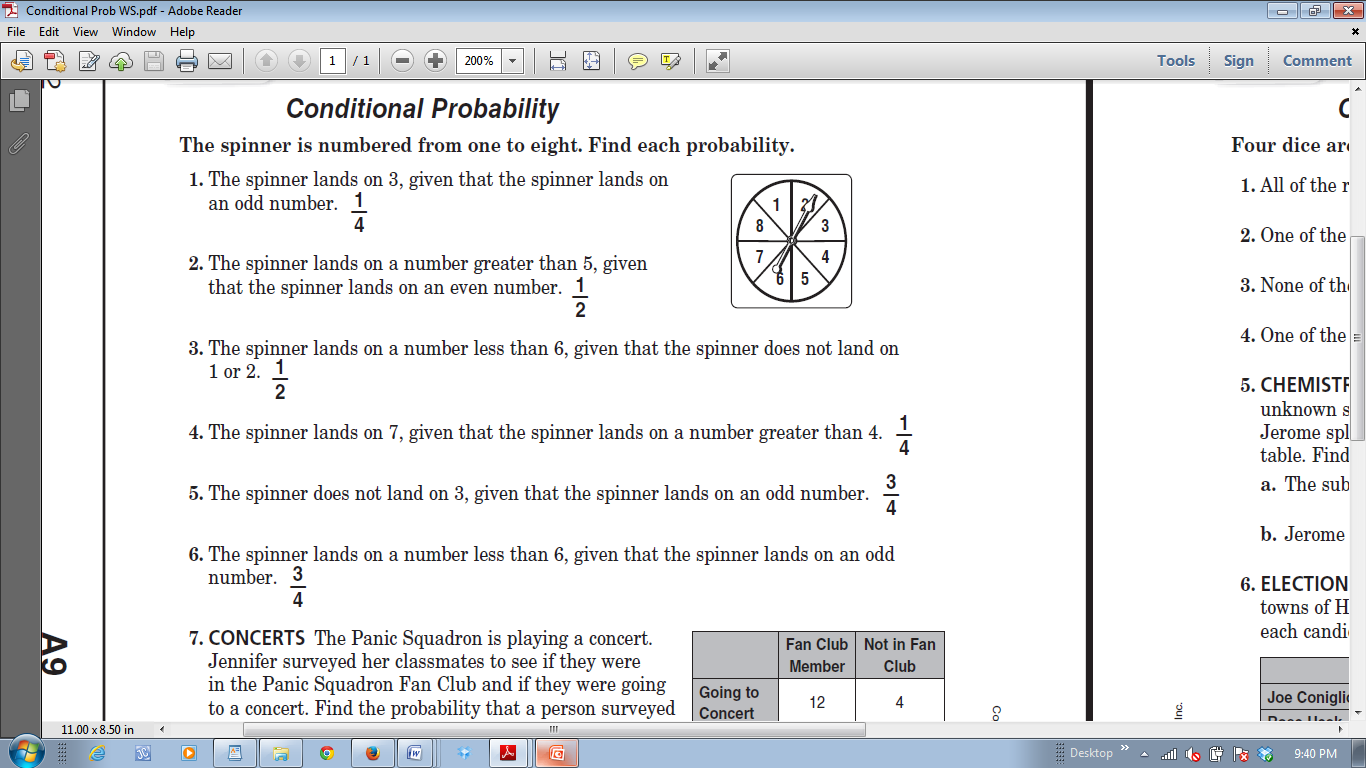 Conditional Prob WS.pdf - Adobe Reader
File Edit View Window Help
1 / 1 200% Tools Sign Comment
Conditional Probability
The spinner is numbered from one to eight. Find each probability.
1. The spinner lands on 3, given that the spinner lands on
an odd number. 1/4
2. The spinner lands on a number greater than 5, given
that the spinner lands on an even number. 1/2
1 2 3 4 5 6 7 8
3. The spinner lands on a number less than 6, given that the spinner does not land on
1 or 2. 1/2
4. The spinner lands on 7, given that the spinner lands on a number greater than 4. 1/4
5. The spinner does not land on 3, given that the spinner lands on an odd number. 3/4
6. The spinner lands on a number less than 6, given that the spinner lands on an odd
number. 3/4
7. CONCERTS The Panic Squadron is playing a concert.
Jennifer surveyed her classmates to see if they were
in the Panic Squadron Fan Club and if they were going
to a concert. Find the probability that a person surveyed
Fan Club Member Not in Fan Club
Going to Concert 12 4
A9
Co
Inc.
Four dice are
1. All of the r
2. One of the
3. None of the
4. One of the
5. CHEMISTR
unknown s
Jerome spl
table. Find
a. The sub
b. Jerome
6. ELECTION
towns of H
each candi
Joe Coniglio
11.00 x 8.50 in
Desktop
9:40 PM